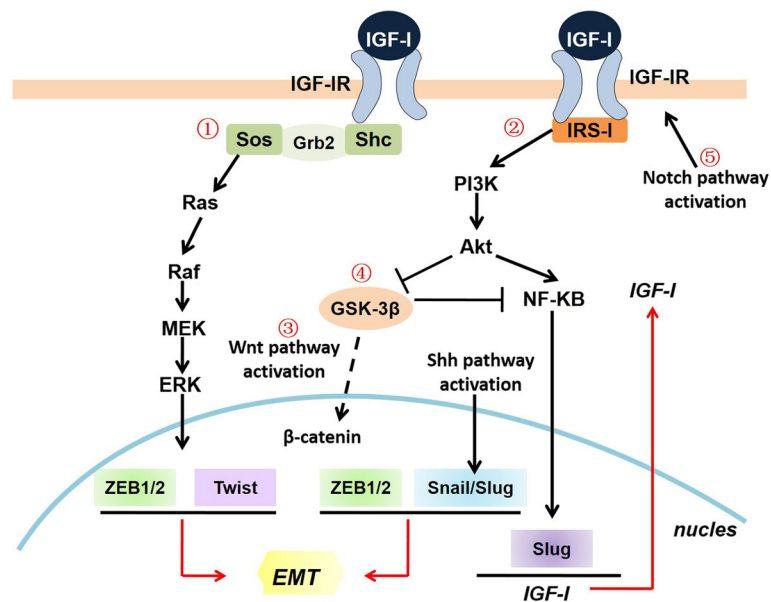 IGF-I
IGF-I
IGF-IR
IGF-IR
①
Sos
Grb2
Shc
②
IRS-I
⑤
Notch pathway
activation
PI3K
Ras
Akt
Raf
④
GSK-3β
NF-KB
IGF-I
MEK
③
Wnt pathway
activation
Shh pathway
activation
ERK
β-catenin
ZEB1/2
Twist
ZEB1/2
Snail/Slug
nucles
Slug
EMT
IGF-I